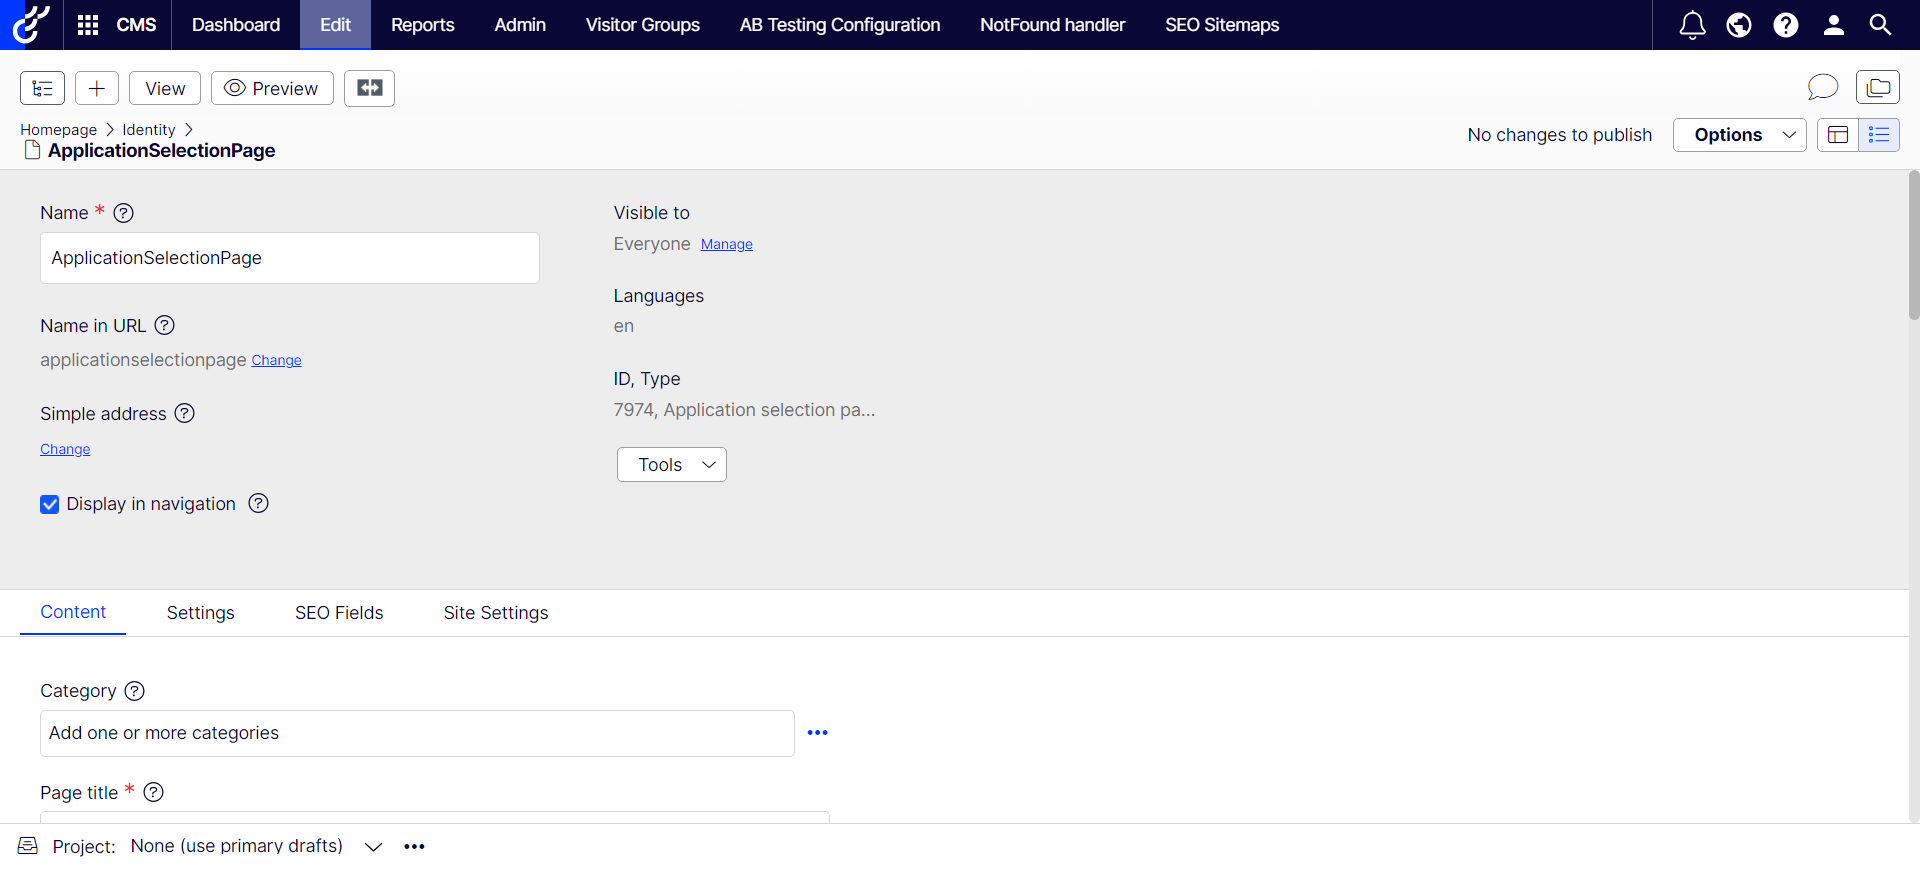 CMS Dashboard Edit Reports Admin Visitor Groups AB Testing Configuration NotFound handler SEO Sitemaps
View Preview
Homepage Identity
ApplicationSelectionPage
No changes to publish Options
Name * ?
ApplicationSelectionPage
Name in URL ?
applicationselectionpage Change
Simple address ?
Change
Display in navigation ?
Visible to
Everyone Manage
Languages
en
ID, Type
7974, Application selection pa...
Tools
Content Settings SEO Fields Site Settings
Category ?
Add one or more categories
Page title * ?
Project: None (use primary drafts)